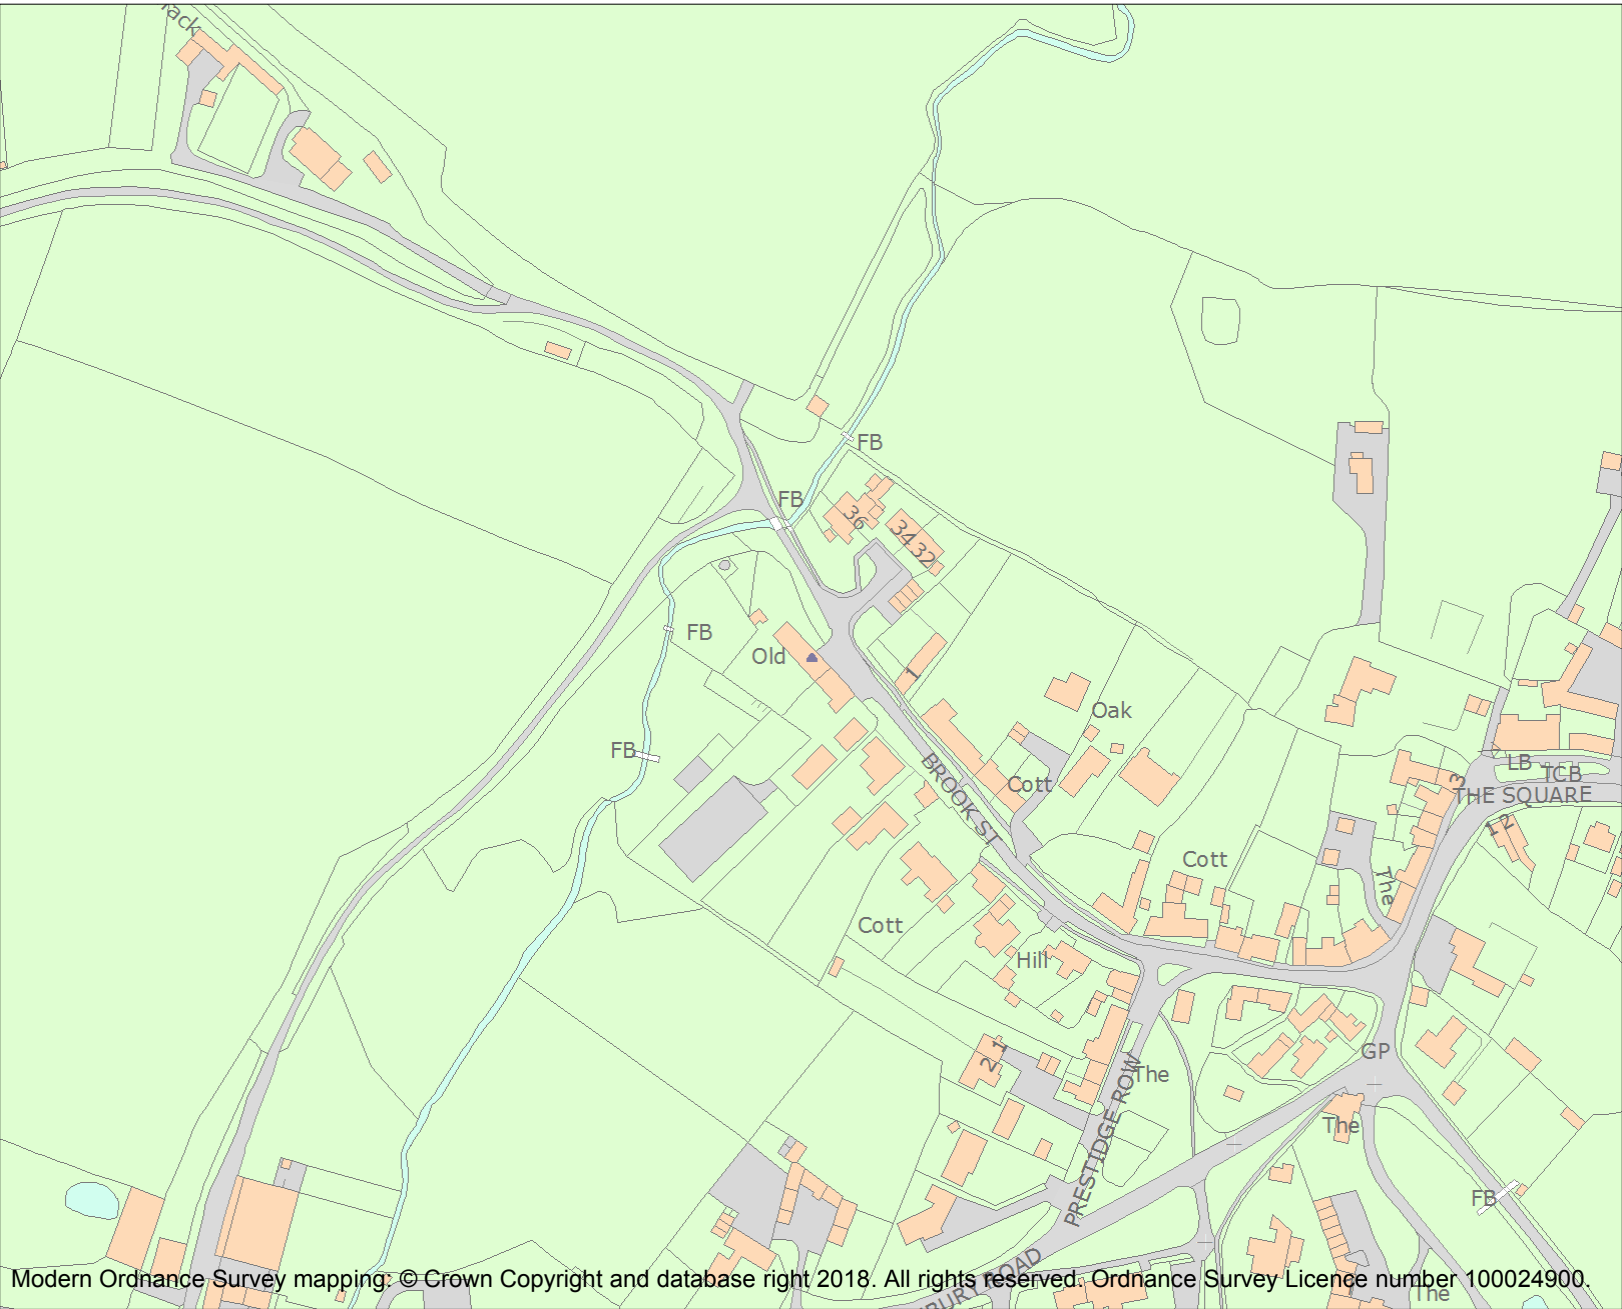 FB
FB
36
34 32
FB
Old
1
Oak
FB
BROOK ST
Cott
LB
TCB
3
THE SQUARE
1 2
Cott
The
Cott
Hill
2 1
GP
The
PRESTIDGE ROW
The
FB
ROAD
The
Modern Ordnance Survey mapping: © Crown Copyright and database right 2018. All rights reserved. Ordnance Survey Licence number 100024900.